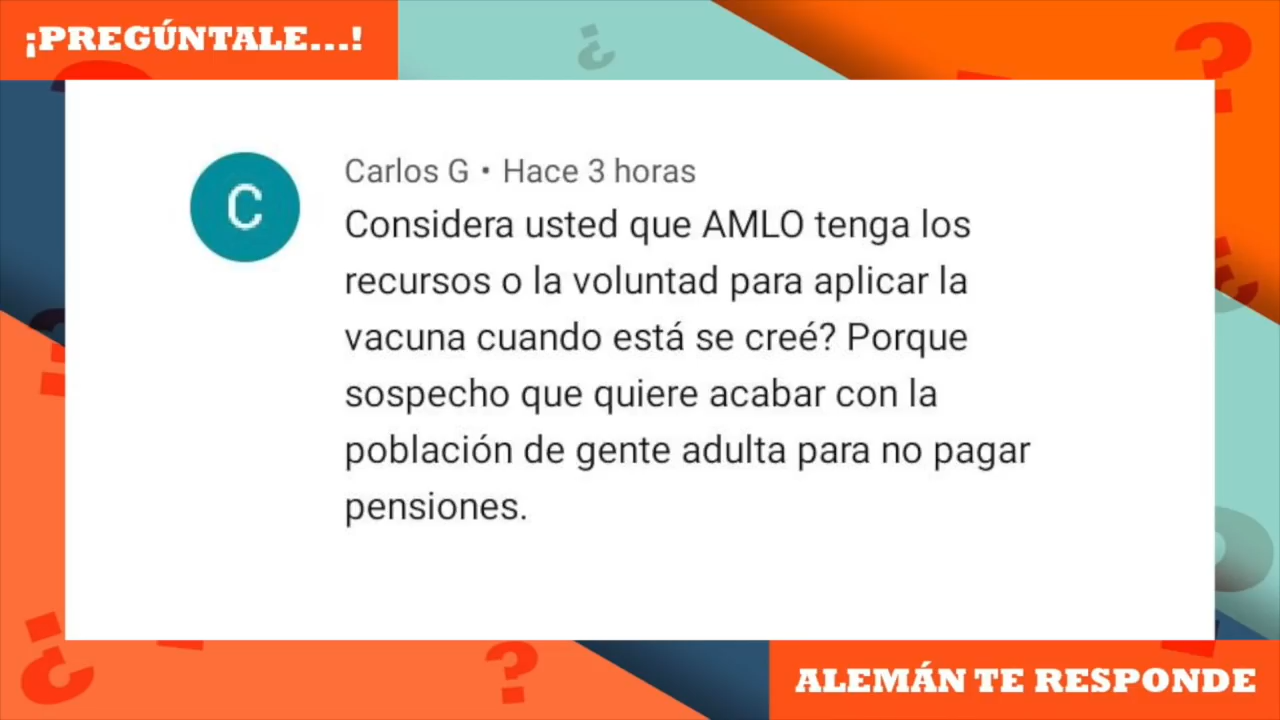 ¡PREGÚNTALE...!
C
Carlos G • Hace 3 horas
Considera usted que AMLO tenga los
recursos o la voluntad para aplicar la
vacuna cuando está se creé? Porque
sospecho que quiere acabar con la
población de gente adulta para no pagar
pensiones.
ALEMÁN TE RESPONDE